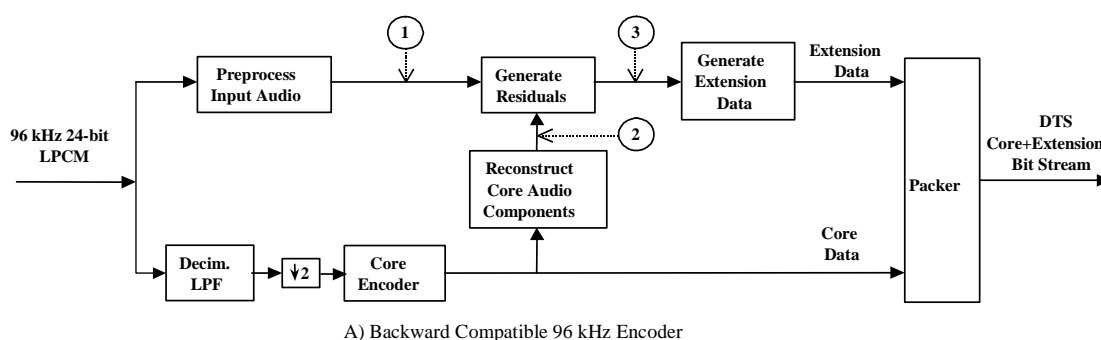 1
3
Preprocess
Input Audio
Generate
Residuals
Generate
Extension
Data
Extension
Data
2
96 kHz 24-bit
LPCM
DTS
Core+Extension
Bit Stream
Reconstruct
Core Audio
Components
Packer
Decim.
LPF
↓2
Core
Encoder
Core
Data
A) Backward Compatible 96 kHz Encoder